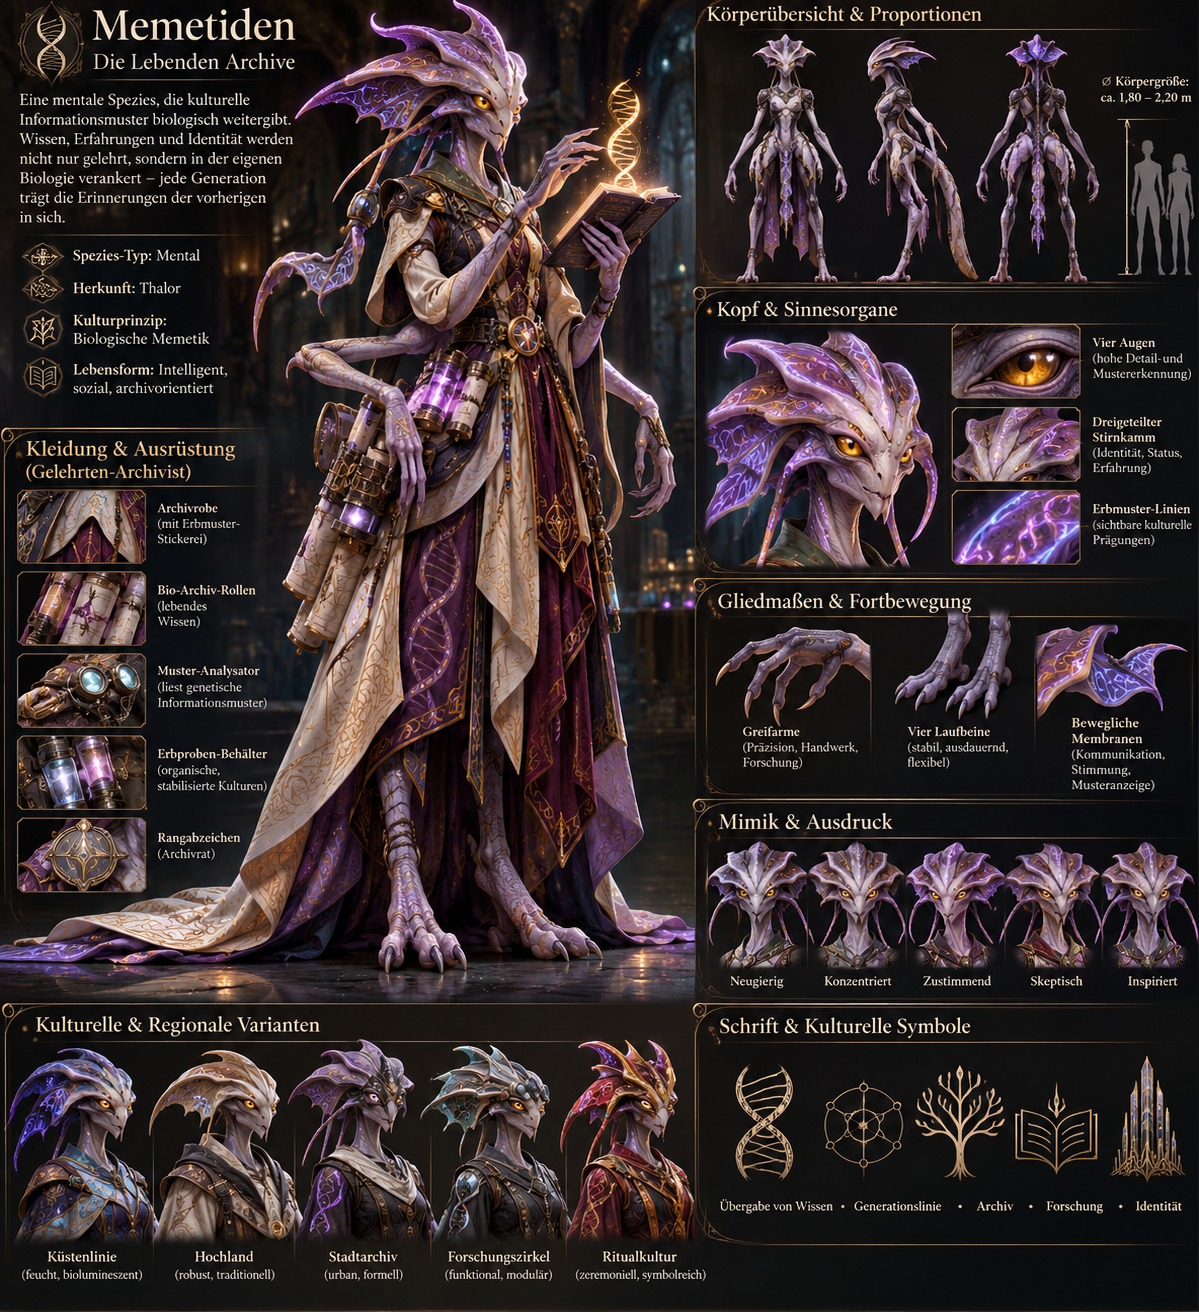 Memetiden
Die Lebenden Archive
Eine mentale Spezies, die kulturelle
Informationsmuster biologisch weitergibt.
Wissen, Erfahrungen und Identität werden
nicht nur gelehrt, sondern in der eigenen
Biologie verankert – jede Generation
trägt die Erinnerungen der vorherigen
in sich.
Spezies-Typ: Mental
Herkunft: Thalor
Kulturprinzip:
Biologische Memetik
Lebensform: Intelligent,
sozial, archivorientiert
Kleidung & Ausrüstung
(Gelehrten-Archivist)
Archivrobe
(mit Erbmuster-
Stickerei)
Bio-Archiv-Rollen
(lebendes
Wissen)
Muster-Analysator
(liest genetische
Informationsmuster)
Erbproben-Behälter
(organische,
stabilisierte Kulturen)
Rangabzeichen
(Archivrat)
Körperübersicht & Proportionen
⌀ Körpergröße:
ca. 1,80 – 2,20 m
Kopf & Sinnesorgane
Vier Augen
(hohe Detail-und
Mustererkennung)
Dreigeteilter
Stirnkamm
(Identität, Status,
Erfahrung)
Erbmuster-Linien
(sichtbare kulturelle
Prägungen)
Gliedmaßen & Fortbewegung
Greifarme
(Präzision, Handwerk,
Forschung)
Vier Laufbeine
(stabil, ausdauernd,
flexibel)
Bewegliche
Membranen
(Kommunikation,
Stimmung,
Musteranzeige)
Mimik & Ausdruck
Neugierig
Konzentriert
Zustimmend
Skeptisch
Inspiriert
Kulturelle & Regionale Varianten
Küstenlinie
(feucht, biolumineszent)
Hochland
(robust, traditionell)
Stadtarchiv
(urban, formell)
Forschungszirkel
(funktional, modulär)
Ritualkultur
(zeremoniell, symbolreich)
Schrift & Kulturelle Symbole
Übergabe von Wissen • Generationslinie • Archiv • Forschung • Identität